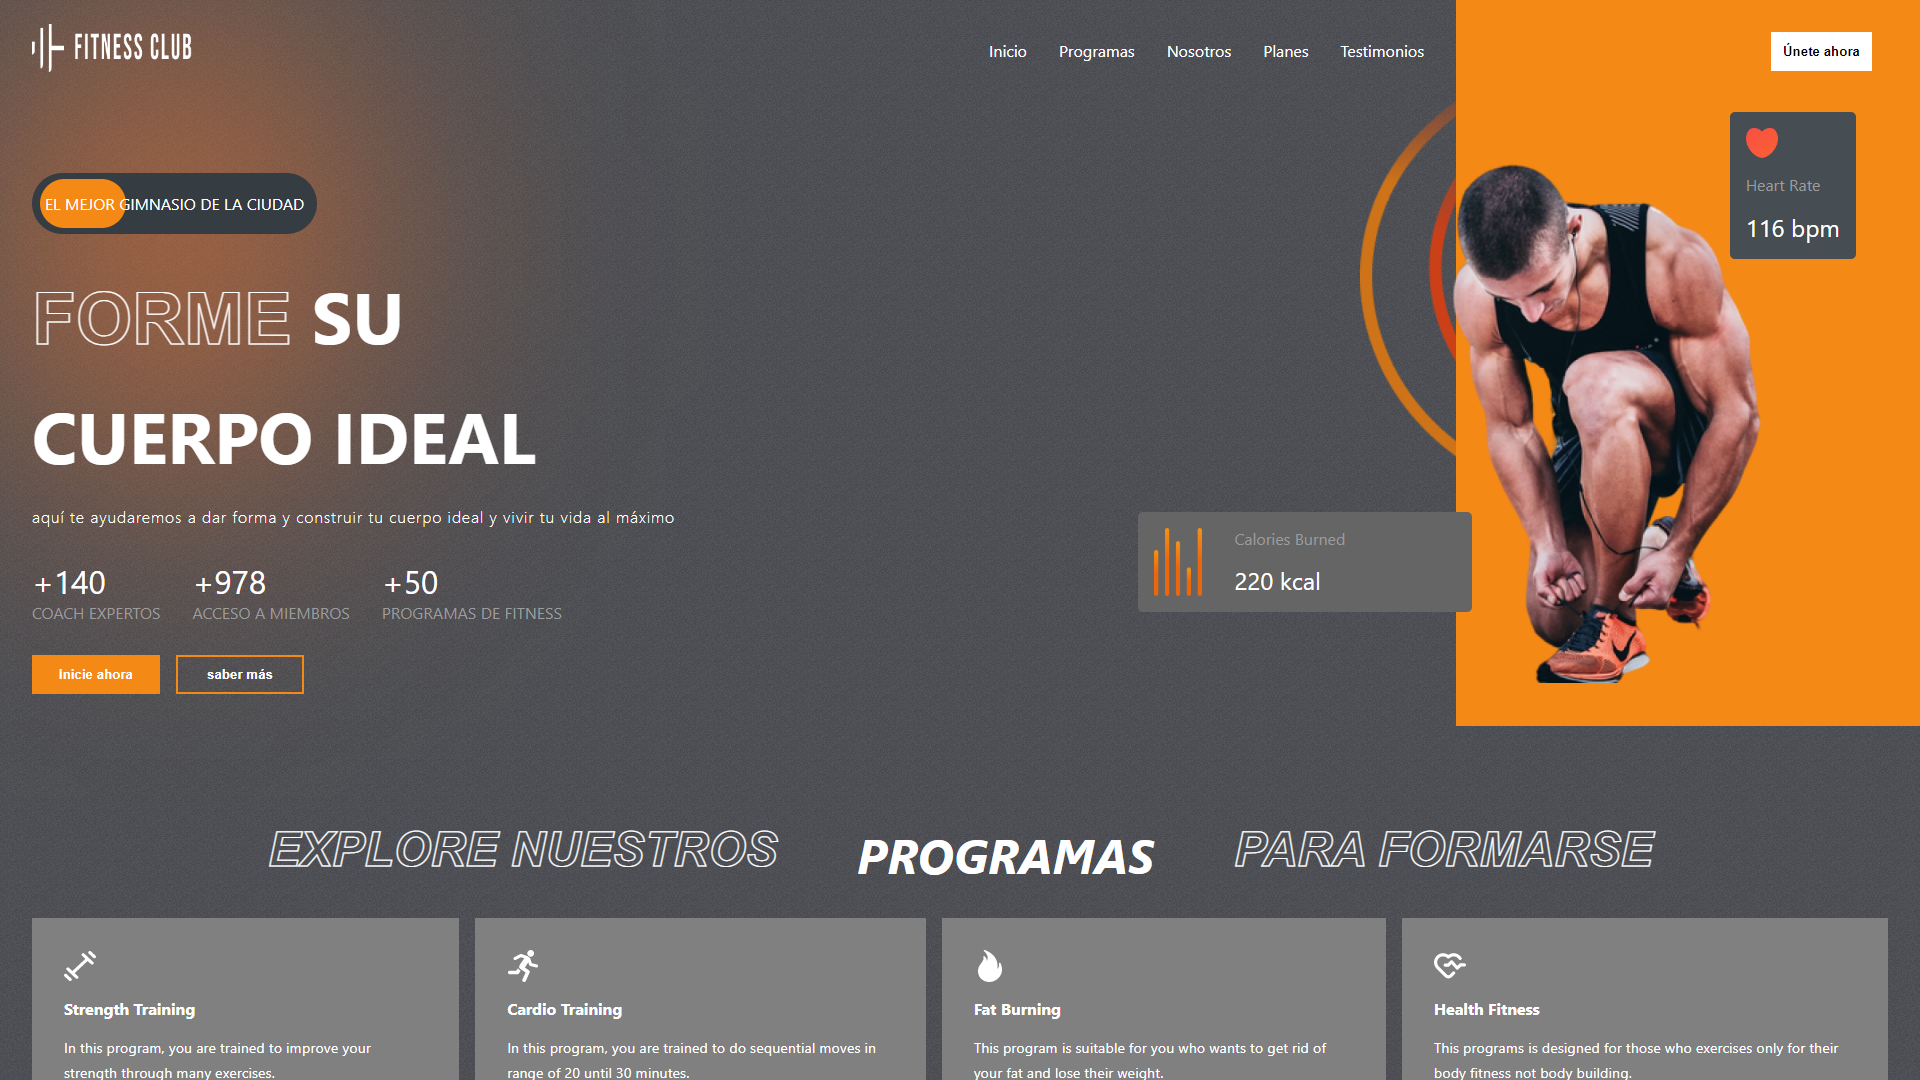 FITNESS CLUB
Inicio
Programas
Nosotros
Planes
Testimonios
Únete ahora
Heart Rate
116 bpm
EL MEJOR GIMNASIO DE LA CIUDAD
FORME SU
CUERPO IDEAL
aquí te ayudaremos a dar forma y construir tu cuerpo ideal y vivir tu vida al máximo
+140
COACH EXPERTOS
+978
ACCESO A MIEMBROS
+50
PROGRAMAS DE FITNESS
Inicie ahora
saber más
Calories Burned
220 kcal
EXPLORE NUESTROS
PROGRAMAS
PARA FORMARSE
Strength Training
In this program, you are trained to improve your
strength through many exercises.
Cardio Training
In this program, you are trained to do sequential moves in
range of 20 until 30 minutes.
Fat Burning
This program is suitable for you who wants to get rid of
your fat and lose their weight.
Health Fitness
This programs is designed for those who exercises only for their
body fitness not body building.